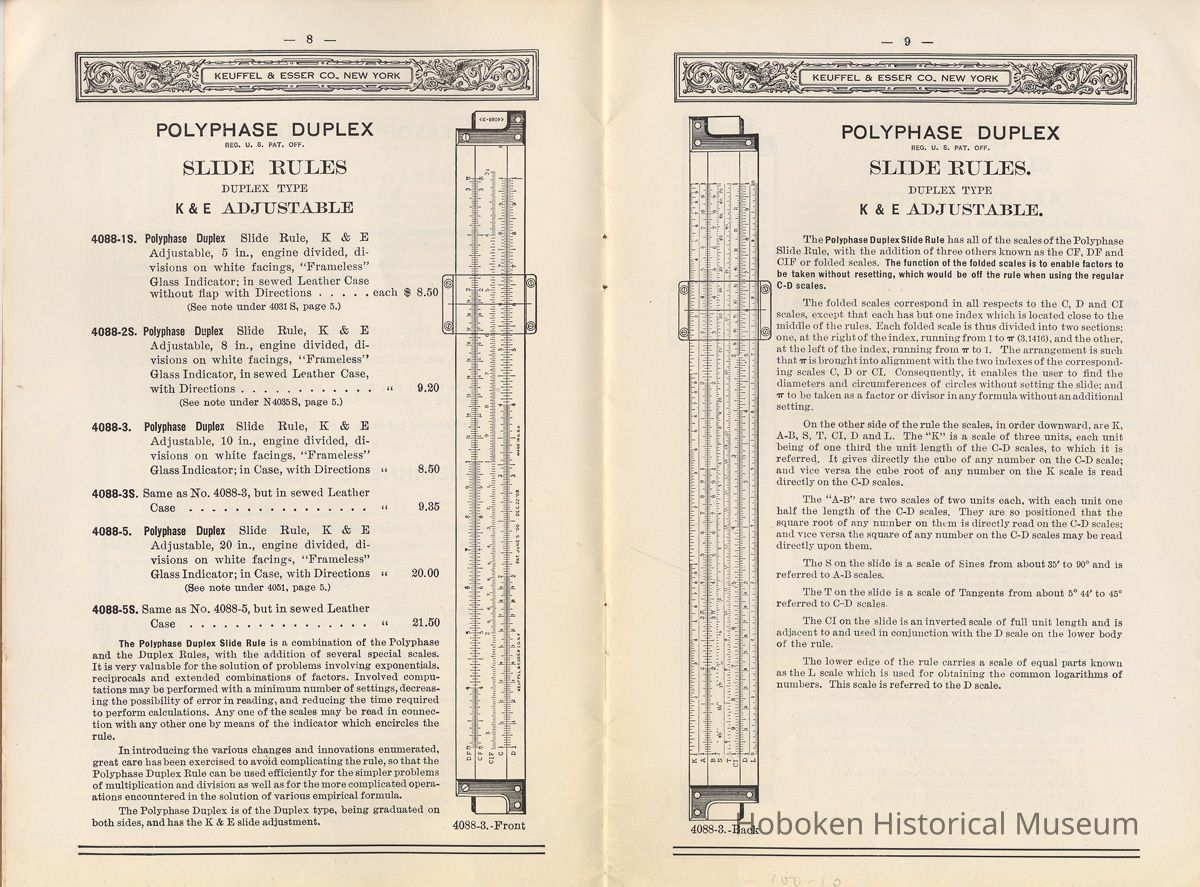 — 8 —
KEUFFEL & ESSER CO., NEW YORK
POLYPHASE DUPLEX
REG. U. S. PAT. OFF.
SLIDE RULES
DUPLEX TYPE
K & E ADJUSTABLE
4088-1S. Polyphase Duplex Slide Rule, K & E
Adjustable, 5 in., engine divided, di-
visions on white facings, "Frameless"
Glass Indicator; in sewed Leather Case
without flap with Directions . . . . . each $ 8.50
(See note under 4031 S, page 5.)
4088-2S. Polyphase Duplex Slide Rule, K & E
Adjustable, 8 in., engine divided, di-
visions on white facings, "Frameless"
Glass Indicator, in sewed Leather Case,
with Directions . . . . . . . . . . . . " 9.20
(See note under N4035 S, page 5.)
4088-3. Polyphase Duplex Slide Rule, K & E
Adjustable, 10 in., engine divided, di-
visions on white facings, "Frameless"
Glass Indicator; in Case, with Directions " 8.50
4088-3S. Same as No. 4088-3, but in sewed Leather
Case . . . . . . . . . . . . . . . . " 9.35
4088-5. Polyphase Duplex Slide Rule, K & E
Adjustable, 20 in., engine divided, di-
visions on white facings, "Frameless"
Glass Indicator; in Case, with Directions " 20.00
(See note under 4051, page 5.)
4088-5S. Same as No. 4088-5, but in sewed Leather
Case . . . . . . . . . . . . . . . . " 21.50
The Polyphase Duplex Slide Rule is a combination of the Polyphase
and the Duplex Rules, with the addition of several special scales.
It is very valuable for the solution of problems involving exponentials,
reciprocals and extended combinations of factors. Involved compu-
tations may be performed with a minimum number of settings, decreas-
ing the possibility of error in reading, and reducing the time required
to perform calculations. Any one of the scales may be read in connec-
tion with any other one by means of the indicator which encircles the
rule.
In introducing the various changes and innovations enumerated,
great care has been exercised to avoid complicating the rule, so that the
Polyphase Duplex Rule can be used efficiently for the simpler problems
of multiplication and division as well as for the more complicated opera-
ations encountered in the solution of various empirical formula.
The Polyphase Duplex is of the Duplex type, being graduated on
both sides, and has the K & E slide adjustment.
<4088-3>
MADE IN U.S.A.
PAT. JUNE 5 '00 DEC. 22 '08
KEUFFEL & ESSER CO. N.Y.
DF
CF
CIF
C
D
4088-3.-Front
— 9 —
KEUFFEL & ESSER CO., NEW YORK
POLYPHASE DUPLEX
REG. U. S. PAT. OFF.
SLIDE RULES.
DUPLEX TYPE
K & E ADJUSTABLE.
The Polyphase Duplex Slide Rule has all of the scales of the Polyphase
Slide Rule, with the addition of three others known as the CF, DF and
CIF or folded scales. The function of the folded scales is to enable factors to
be taken without resetting, which would be off the rule when using the regular
C-D scales.
The folded scales correspond in all respects to the C, D and CI
scales, except that each has but one index which is located close to the
middle of the rules. Each folded scale is thus divided into two sections:
one, at the right of the index, running from 1 to π (3.1416), and the other,
at the left of the index, running from π to 1. The arrangement is such
that π is brought into alignment with the two indexes of the correspond-
ing scales C, D or CI. Consequently, it enables the user to find the
diameters and circumferences of circles without setting the slide; and
π to be taken as a factor or divisor in any formula without an additional
setting.
On the other side of the rule the scales, in order downward, are K,
A-B, S, T, CI, D and L. The "K" is a scale of three units, each unit
being of one third the unit length of the C-D scales, to which it is
referred. It gives directly the cube of any number on the C-D scale;
and vice versa the cube root of any number on the K scale is read
directly on the C-D scales.
The "A-B" are two scales of two units each, with each unit one
half the length of the C-D scales. They are so positioned that the
square root of any number on them is directly read on the C-D scales;
and vice versa the square of any number on the C-D scales may be read
directly upon them.
The S on the slide is a scale of Sines from about 35′ to 90° and is
referred to A-B scales.
The T on the slide is a scale of Tangents from about 5° 44′ to 45°
referred to C-D scales.
The CI on the slide is an inverted scale of full unit length and is
adjacent to and used in conjunction with the D scale on the lower body
of the rule.
The lower edge of the rule carries a scale of equal parts known
as the L scale which is used for obtaining the common logarithms of
numbers. This scale is referred to the D scale.
K
A
B
S
T
CI
D
L
4088-3.-Back
Hoboken Historical Museum